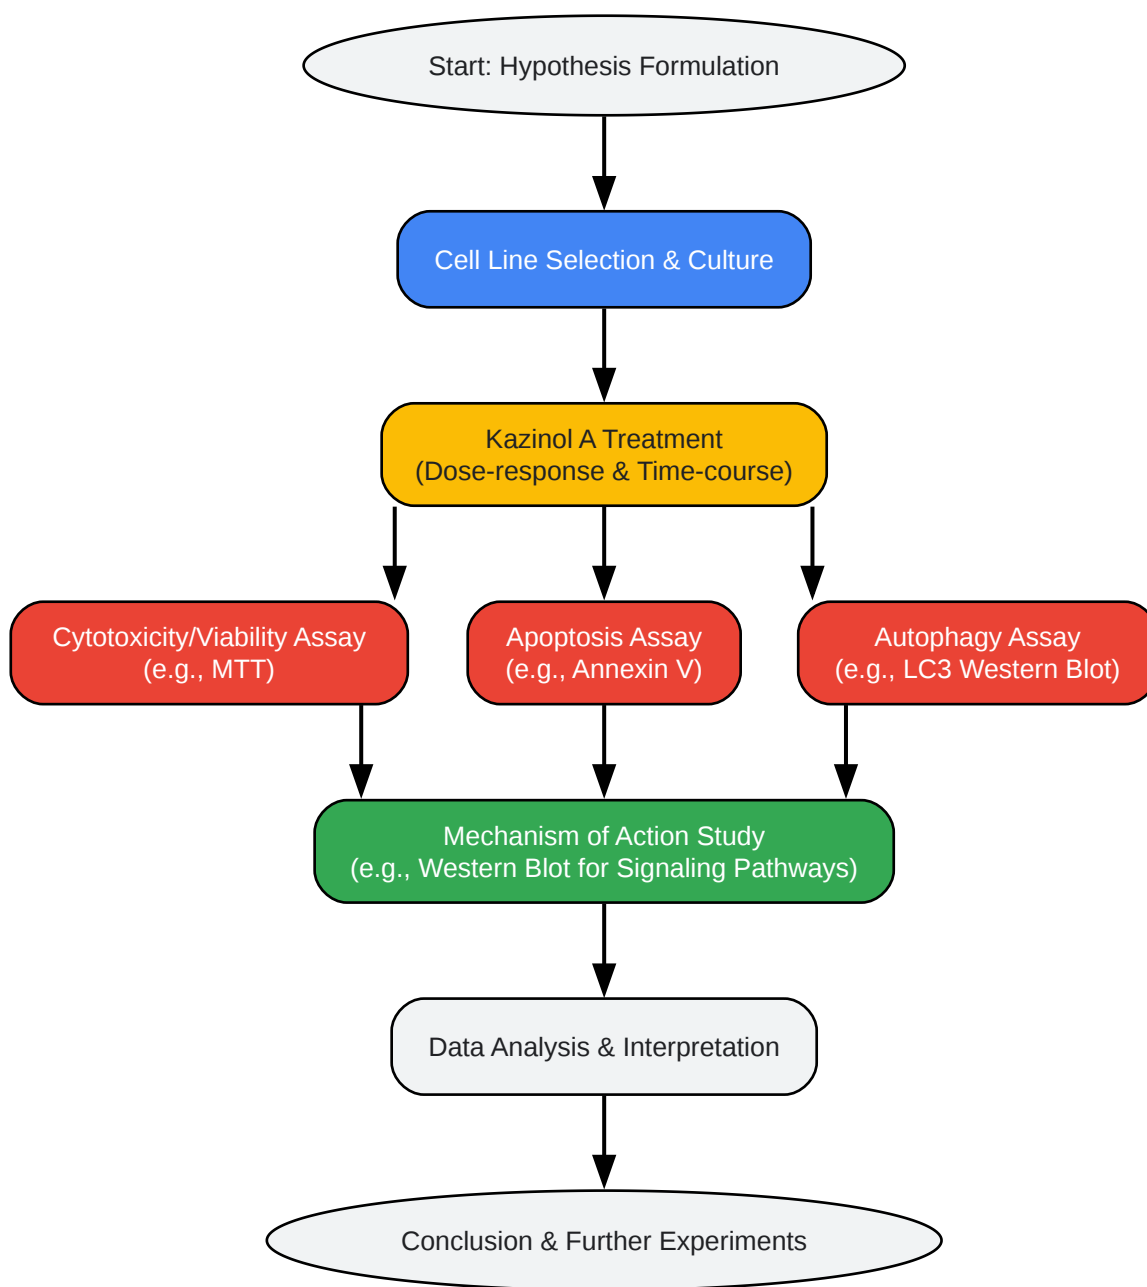 Start: Hypothesis Formulation
Cell Line Selection & Culture
Kazinol A Treatment
(Dose-response & Time-course)
Cytotoxicity/Viability Assay
(e.g., MTT)
Apoptosis Assay
(e.g., Annexin V)
Autophagy Assay
(e.g., LC3 Western Blot)
Mechanism of Action Study
(e.g., Western Blot for Signaling Pathways)
Data Analysis & Interpretation
Conclusion & Further Experiments